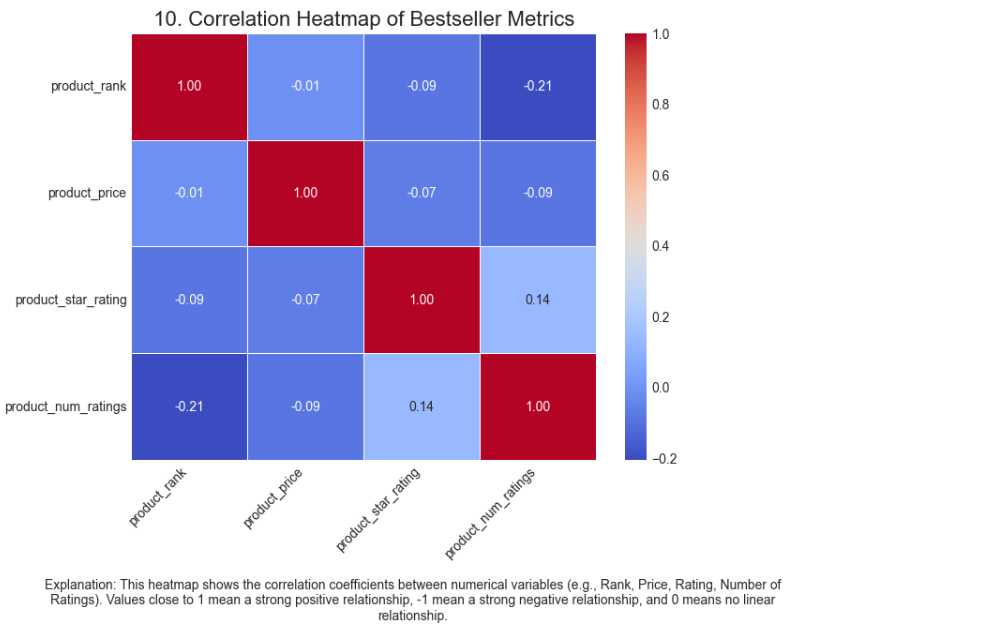 10. Correlation Heatmap of Bestseller Metrics
product_rank
1.00
-0.01
-0.09
-0.21
product_price
-0.01
1.00
-0.07
-0.09
product_star_rating
-0.09
-0.07
1.00
0.14
product_num_ratings
-0.21
-0.09
0.14
1.00
product_rank
product_price
product_star_rating
product_num_ratings
1.0
0.8
0.6
0.4
0.2
0.0
−0.2
Explanation: This heatmap shows the correlation coefficients between numerical variables (e.g., Rank, Price, Rating, Number of
Ratings). Values close to 1 mean a strong positive relationship, -1 mean a strong negative relationship, and 0 means no linear
relationship.